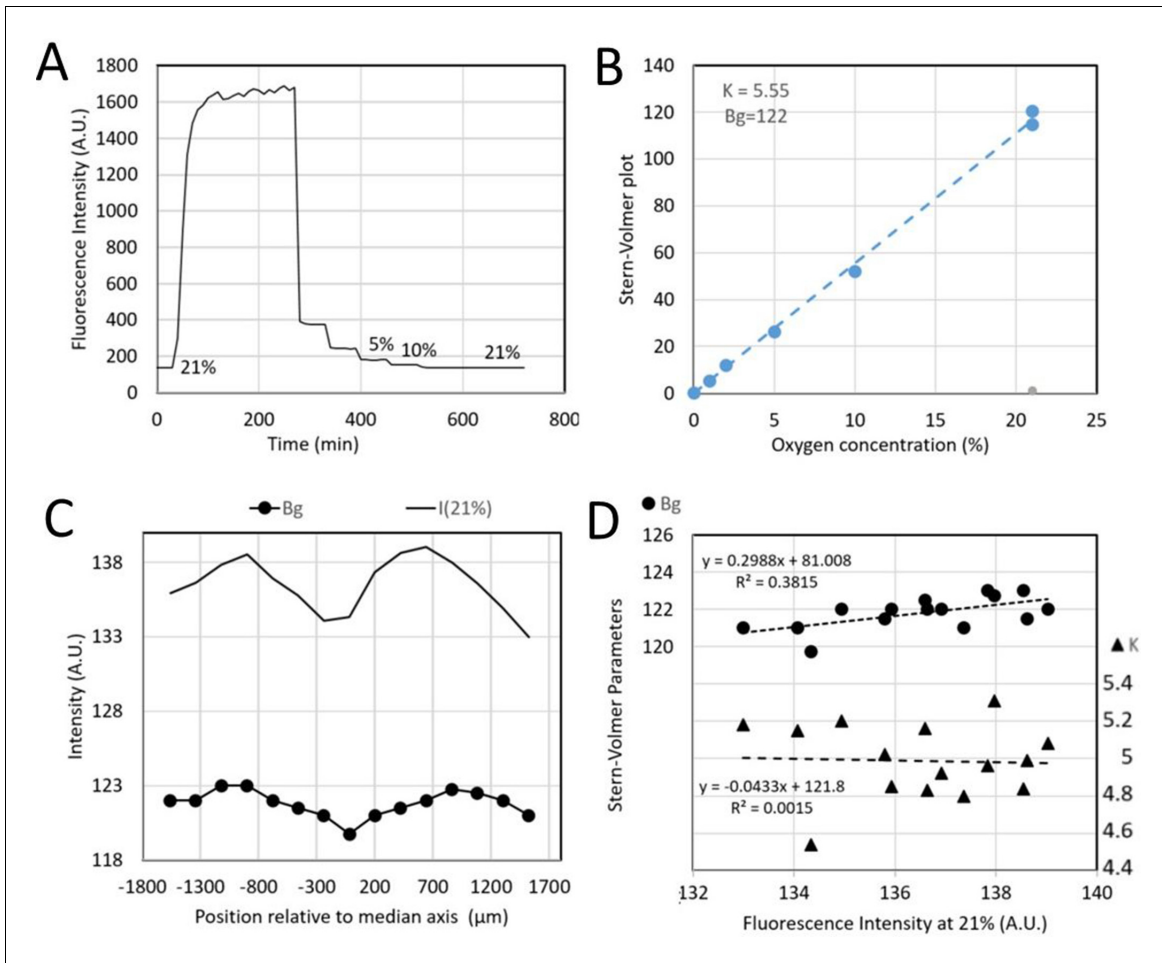 A
Fluorescence Intensity (A.U.)
1800
1600
1400
1200
1000
800
600
400
200
0
21%
5%
10%
21%
0 200 400 600 800
Time (min)
B
Stern-Volmer plot
140
120
100
80
60
40
20
0
K = 5.55
Bg=122
0 5 10 15 20 25
Oxygen concentration (%)
C
Bg I(21%)
Intensity (A.U.)
138
133
128
123
118
-1800 -1300 -800 -300 200 700 1200 1700
Position relative to median axis (μm)
D
Bg
Stern-Volmer Parameters
126
124
122
120
y = 0.2988x + 81.008
R² = 0.3815
K
5.4
5.2
5
4.8
4.6
4.4
y = -0.0433x + 121.8
R² = 0.0015
132 134 136 138 140
Fluorescence Intensity at 21% (A.U.)